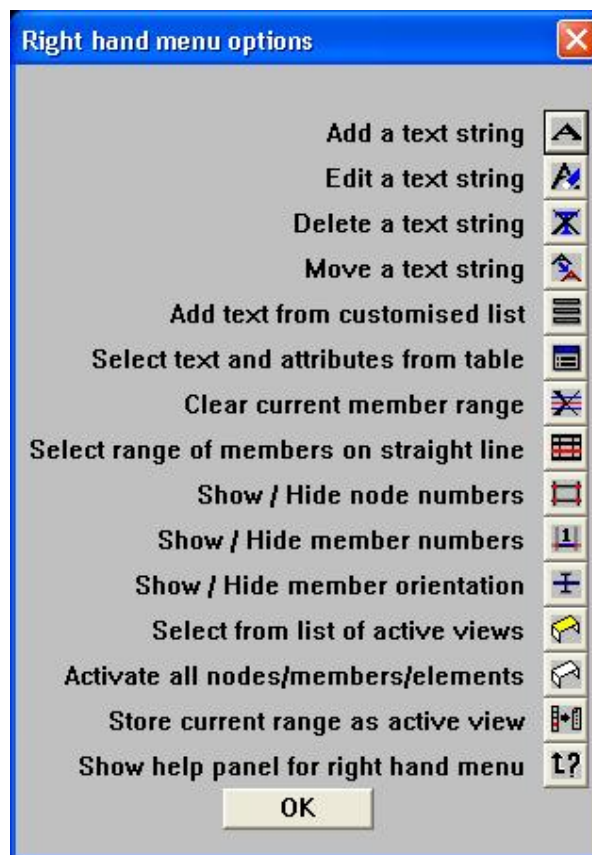 Right hand menu options
Add a text string
Edit a text string
Delete a text string
Move a text string
Add text from customised list
Select text and attributes from table
Clear current member range
Select range of members on straight line
Show / Hide node numbers
Show / Hide member numbers
Show / Hide member orientation
Select from list of active views
Activate all nodes/members/elements
Store current range as active view
Show help panel for right hand menu
OK